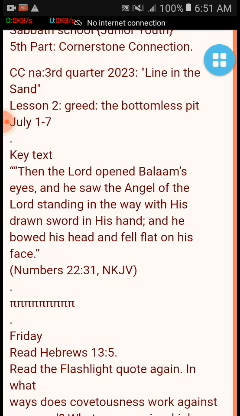 0KB/s 0KB/s 100% 6:51 AM
No internet connection
Sabbath school (Junior Youth)
5th Part: Cornerstone Connection.
CC na:3rd quarter 2023: "Line in the
Sand"
Lesson 2: greed: the bottomless pit
July 1-7
.
Key text
"“Then the Lord opened Balaam’s
eyes, and he saw the Angel of the
Lord standing in the way with His
drawn sword in His hand; and he
bowed his head and fell flat on his
face.”
(Numbers 22:31, NKJV)
.
πππππππππππ
.
Friday
Read Hebrews 13:5.
Read the Flashlight quote again. In
what
ways does covetousness work against